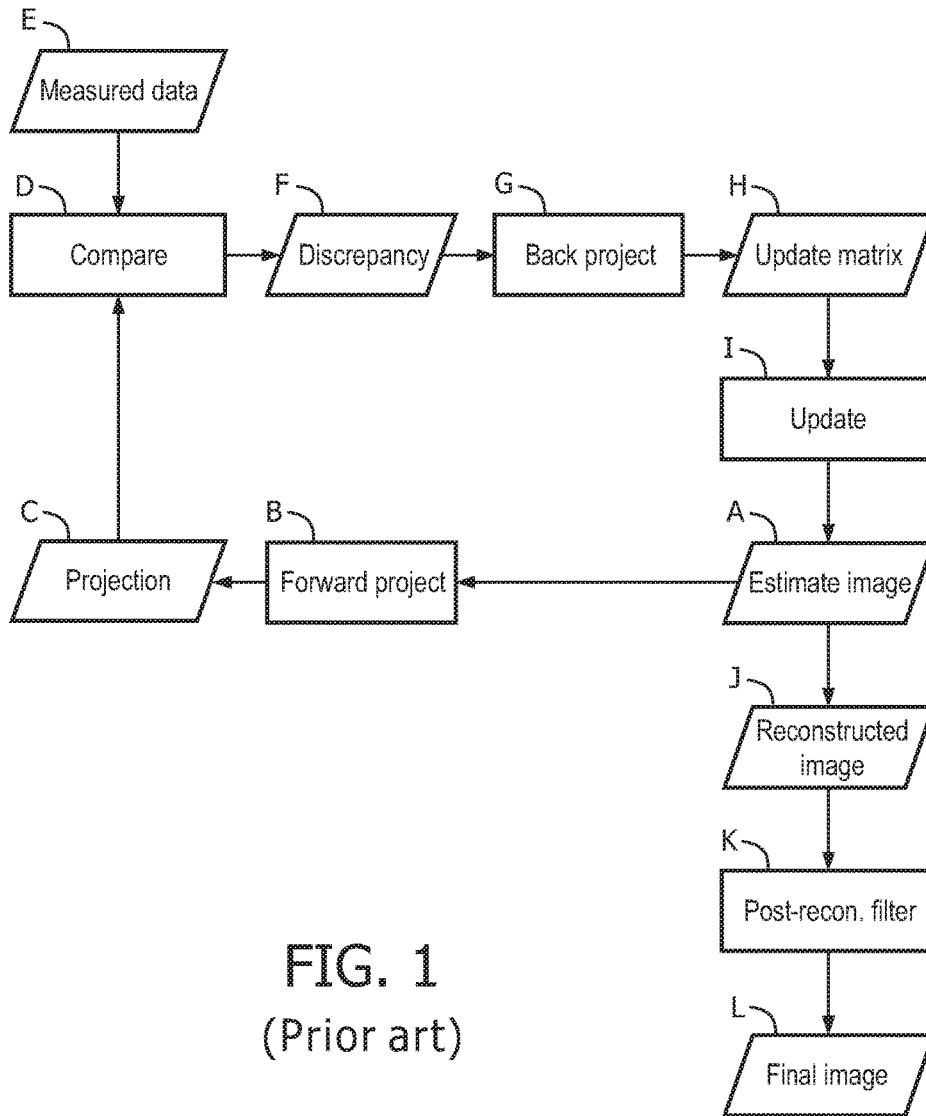 E
Measured data
D
Compare
F
Discrepancy
G
Back project
H
Update matrix
I
Update
C
Projection
B
Forward project
A
Estimate image
J
Reconstructed
image
K
Post-recon. filter
FIG. 1
(Prior art)
L
Final image